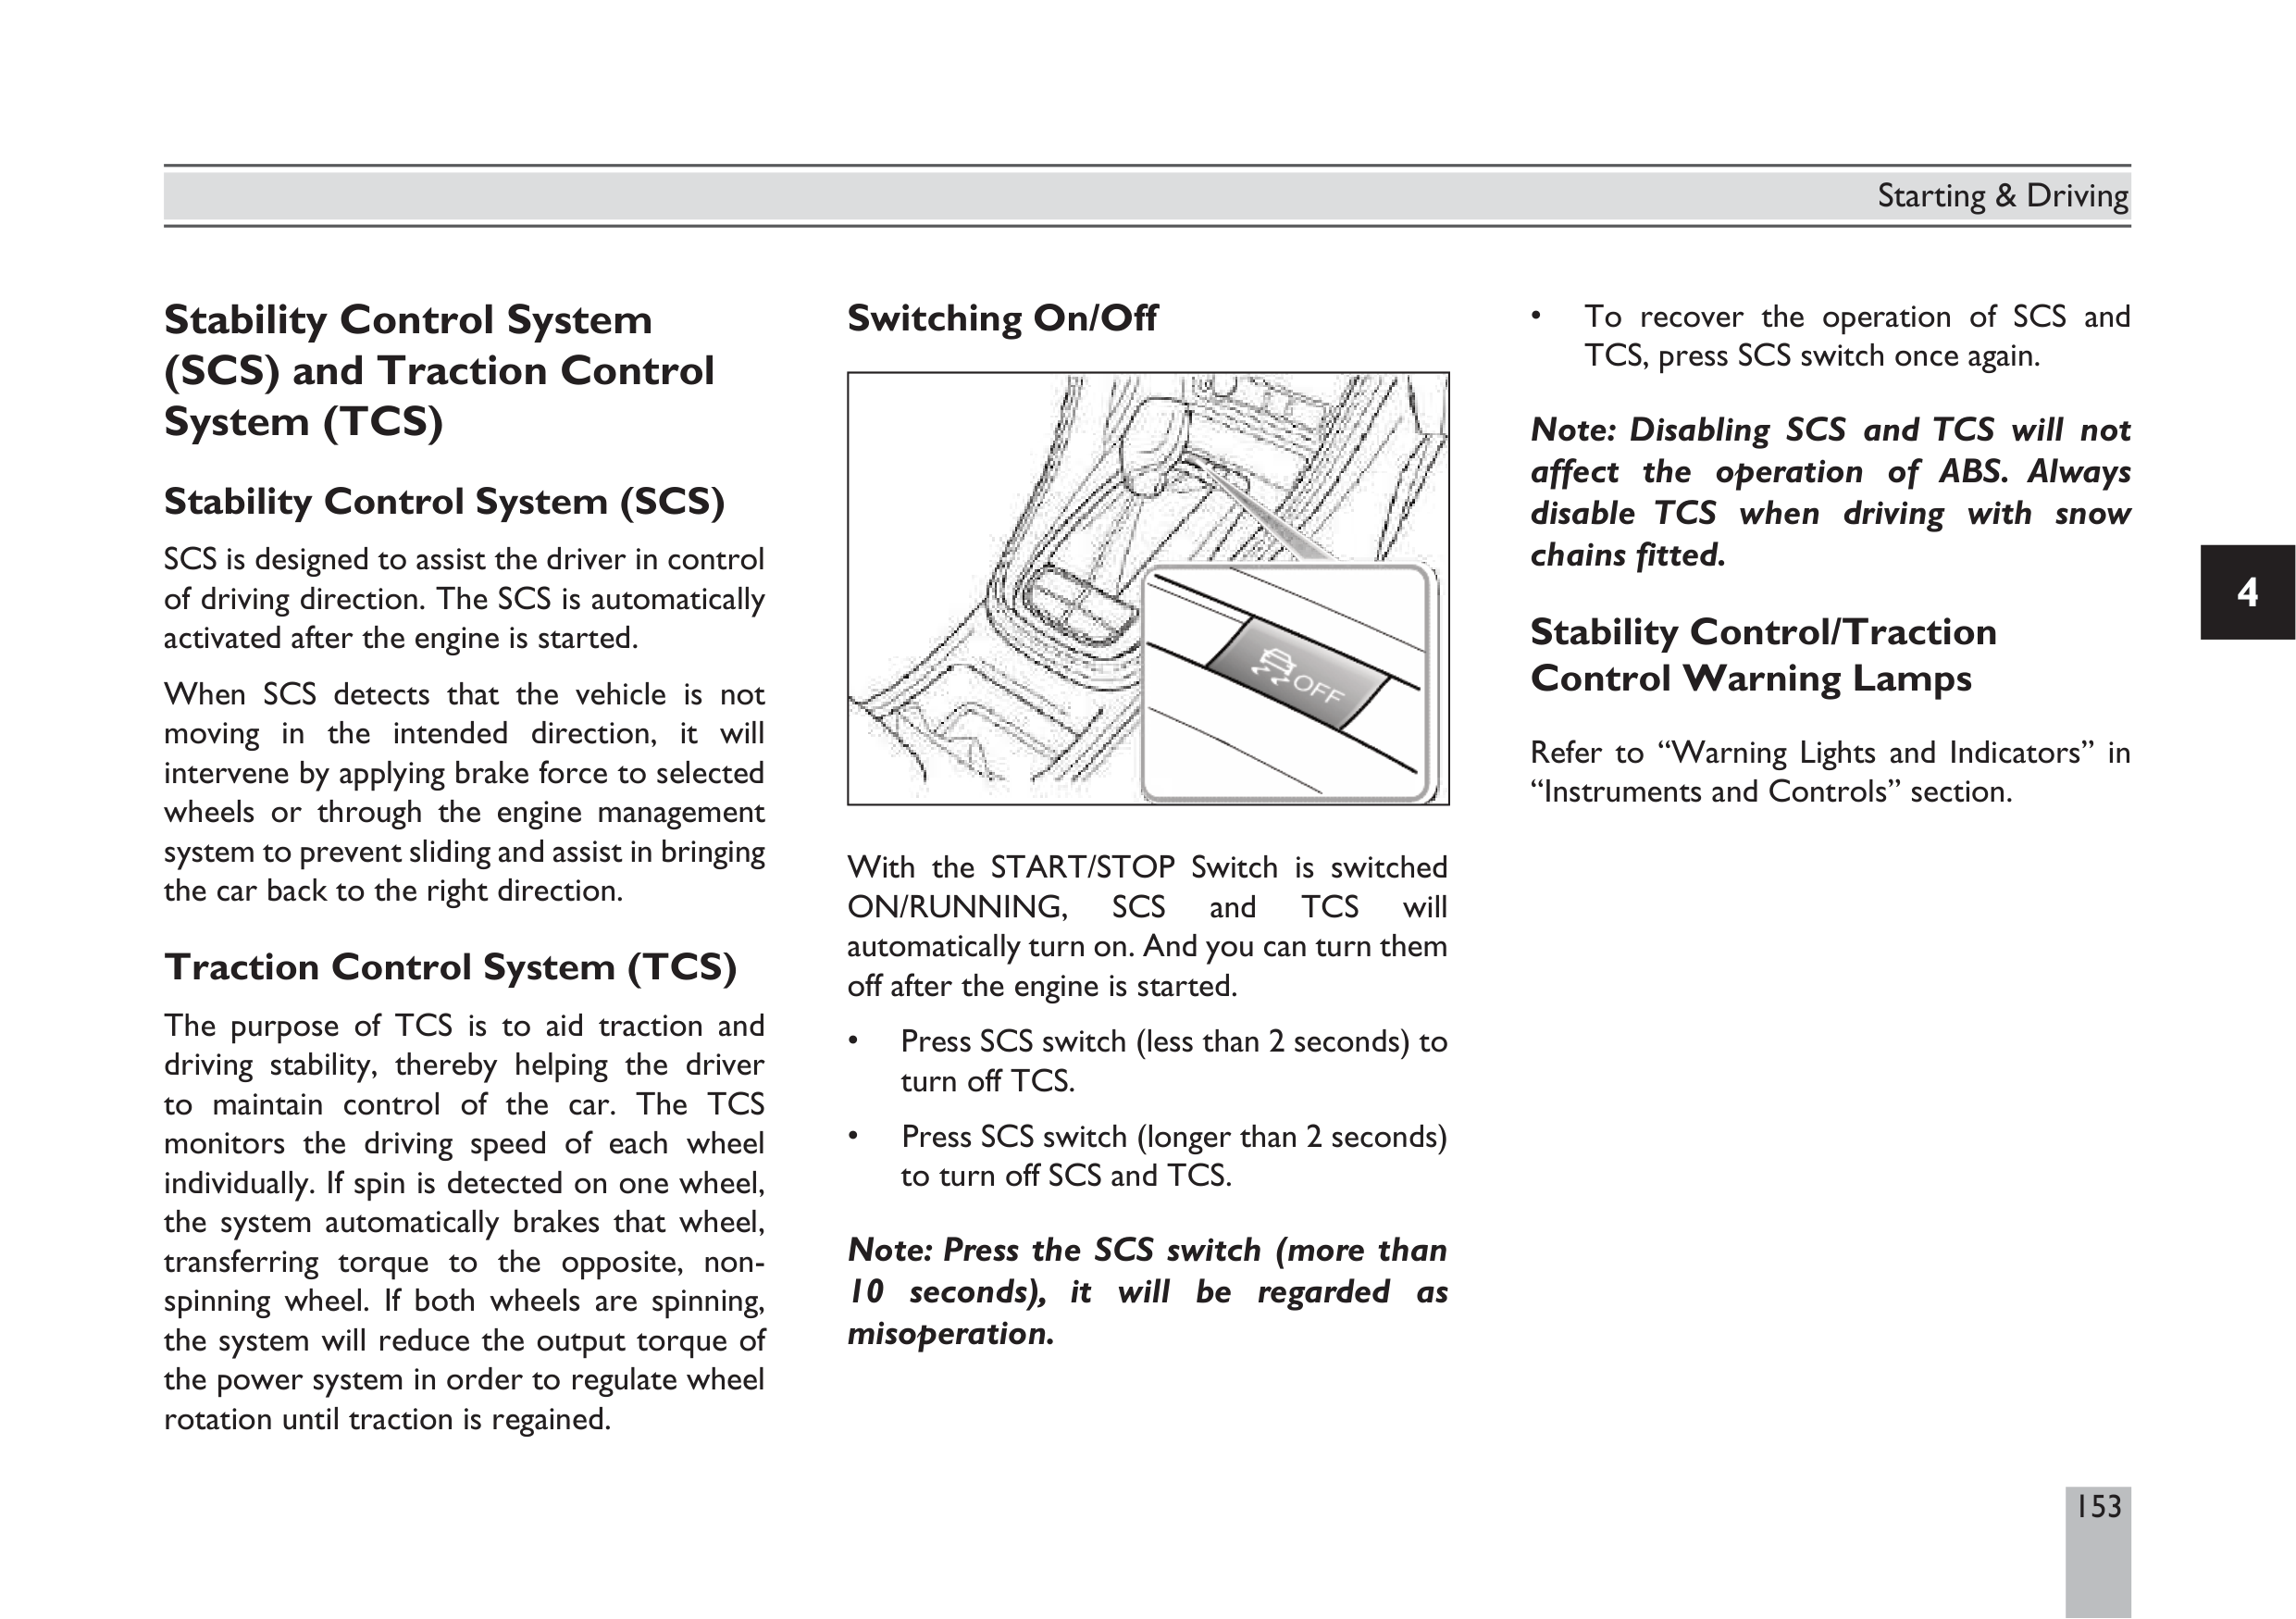 Starting & Driving
Stability Control System
(SCS) and Traction Control
System (TCS)
Stability Control System (SCS)
SCS is designed to assist the driver in control
of driving direction. The SCS is automatically
activated after the engine is started.
When SCS detects that the vehicle is not
moving in the intended direction, it will
intervene by applying brake force to selected
wheels or through the engine management
system to prevent sliding and assist in bringing
the car back to the right direction.
Traction Control System (TCS)
The purpose of TCS is to aid traction and
driving stability, thereby helping the driver
to maintain control of the car. The TCS
monitors the driving speed of each wheel
individually. If spin is detected on one wheel,
the system automatically brakes that wheel,
transferring torque to the opposite, non-
spinning wheel. If both wheels are spinning,
the system will reduce the output torque of
the power system in order to regulate wheel
rotation until traction is regained.
Switching On/Off
OFF
With the START/STOP Switch is switched
ON/RUNNING, SCS and TCS will
automatically turn on. And you can turn them
off after the engine is started.
• Press SCS switch (less than 2 seconds) to
turn off TCS.
• Press SCS switch (longer than 2 seconds)
to turn off SCS and TCS.
Note: Press the SCS switch (more than
10 seconds), it will be regarded as
misoperation.
• To recover the operation of SCS and
TCS, press SCS switch once again.
Note: Disabling SCS and TCS will not
affect the operation of ABS. Always
disable TCS when driving with snow
chains fitted.
Stability Control/Traction
Control Warning Lamps
Refer to “Warning Lights and Indicators” in
“Instruments and Controls” section.
4
153